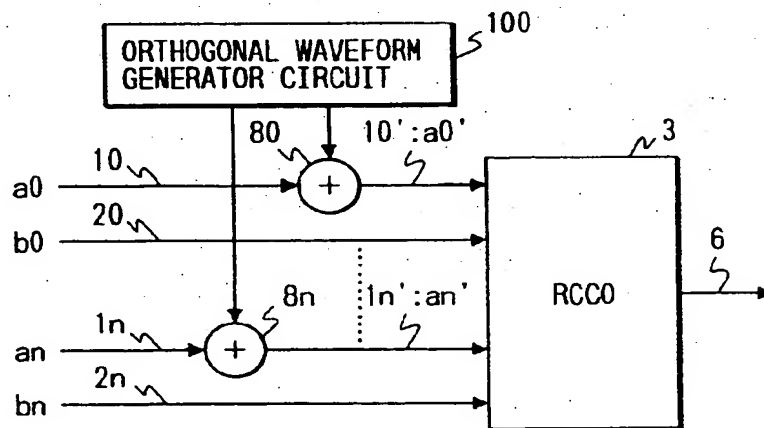 100
ORTHOGONAL WAVEFORM
GENERATOR CIRCUIT
80
10':a0'
3
a0
10
+
20
b0
6
8n
1n':an'
RCCO
1n
an
+
2n
bn